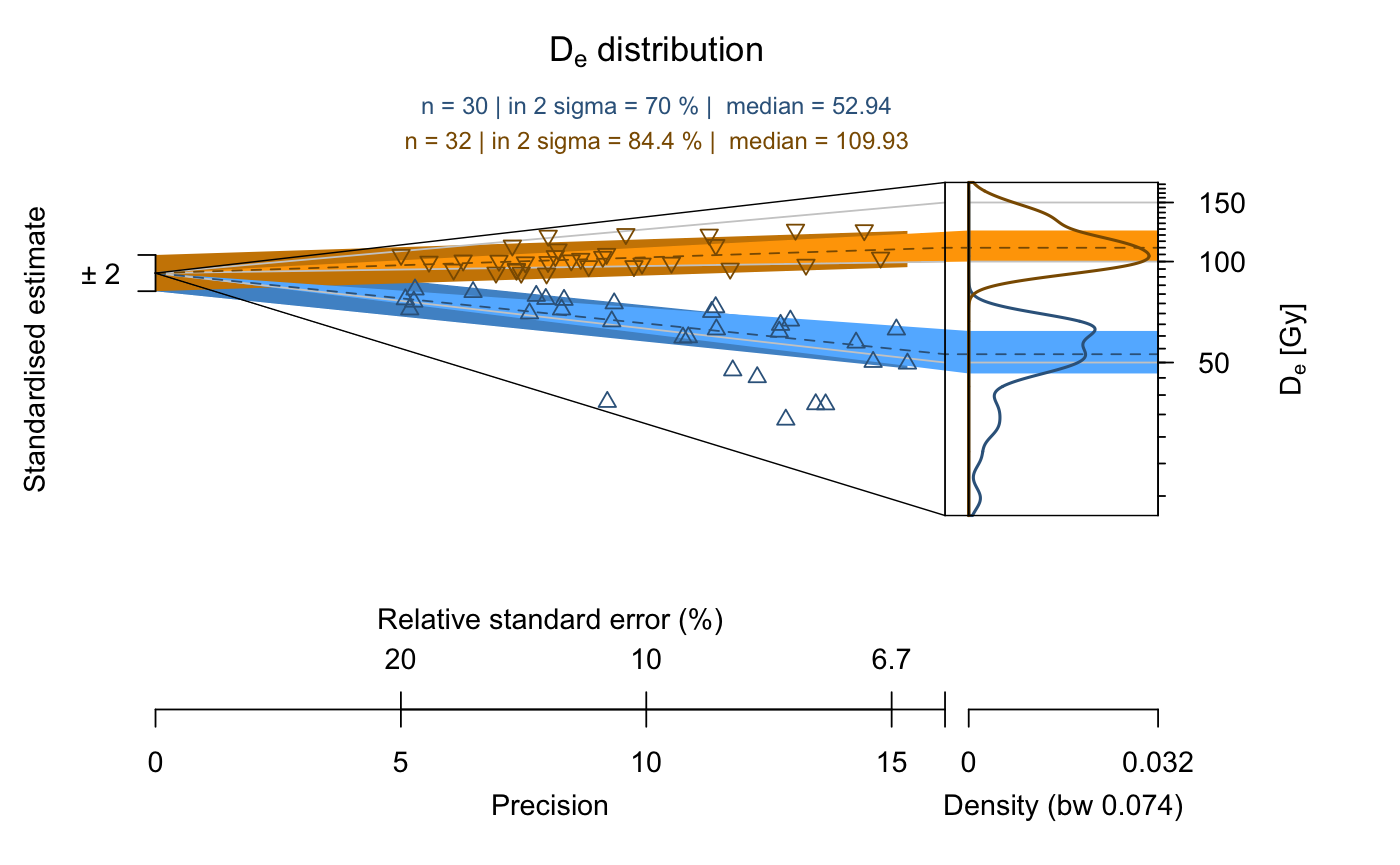 De distribution
n = 30 | in 2 sigma = 70 % | median = 52.94
n = 32 | in 2 sigma = 84.4 % | median = 109.93
Standardised estimate
± 2
150
100
50
De [Gy]
Relative standard error (%)
20 10 6.7
0 5 10 15 0 0.032
Precision Density (bw 0.074)